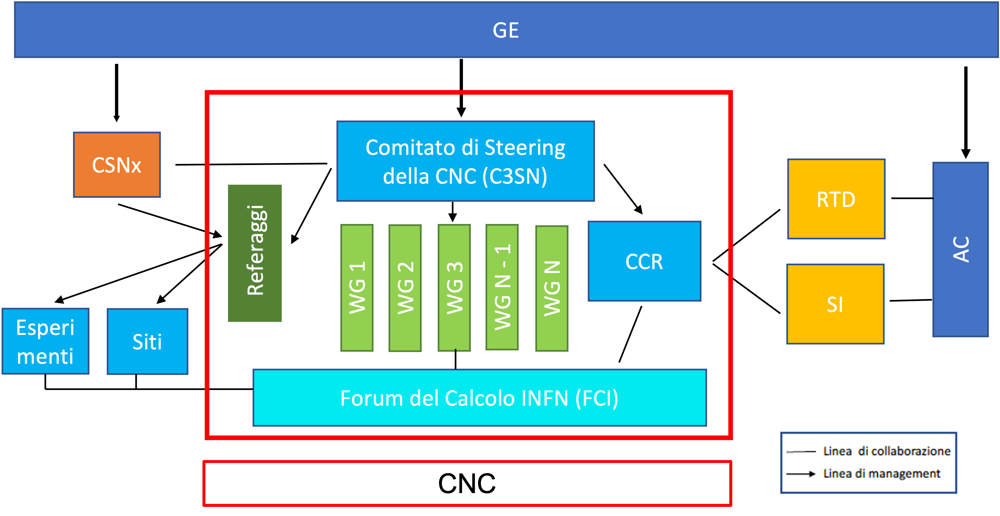 GE
CSNx
Comitato di Steering
della CNC (C3SN)
Referaggi
WG 1
WG 2
WG 3
WG N - 1
WG N
CCR
RTD
SI
AC
Esperi
menti
Siti
Forum del Calcolo INFN (FCI)
Linea di collaborazione
Linea di management
CNC